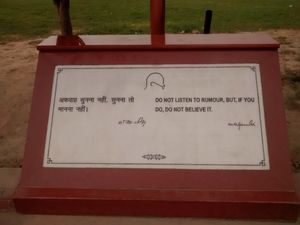 अफवाह सुनना नहीं, सुनना तो
मानना नहीं।
DO NOT LISTEN TO RUMOUR, BUT, IF YOU
DO, DO NOT BELIEVE IT.